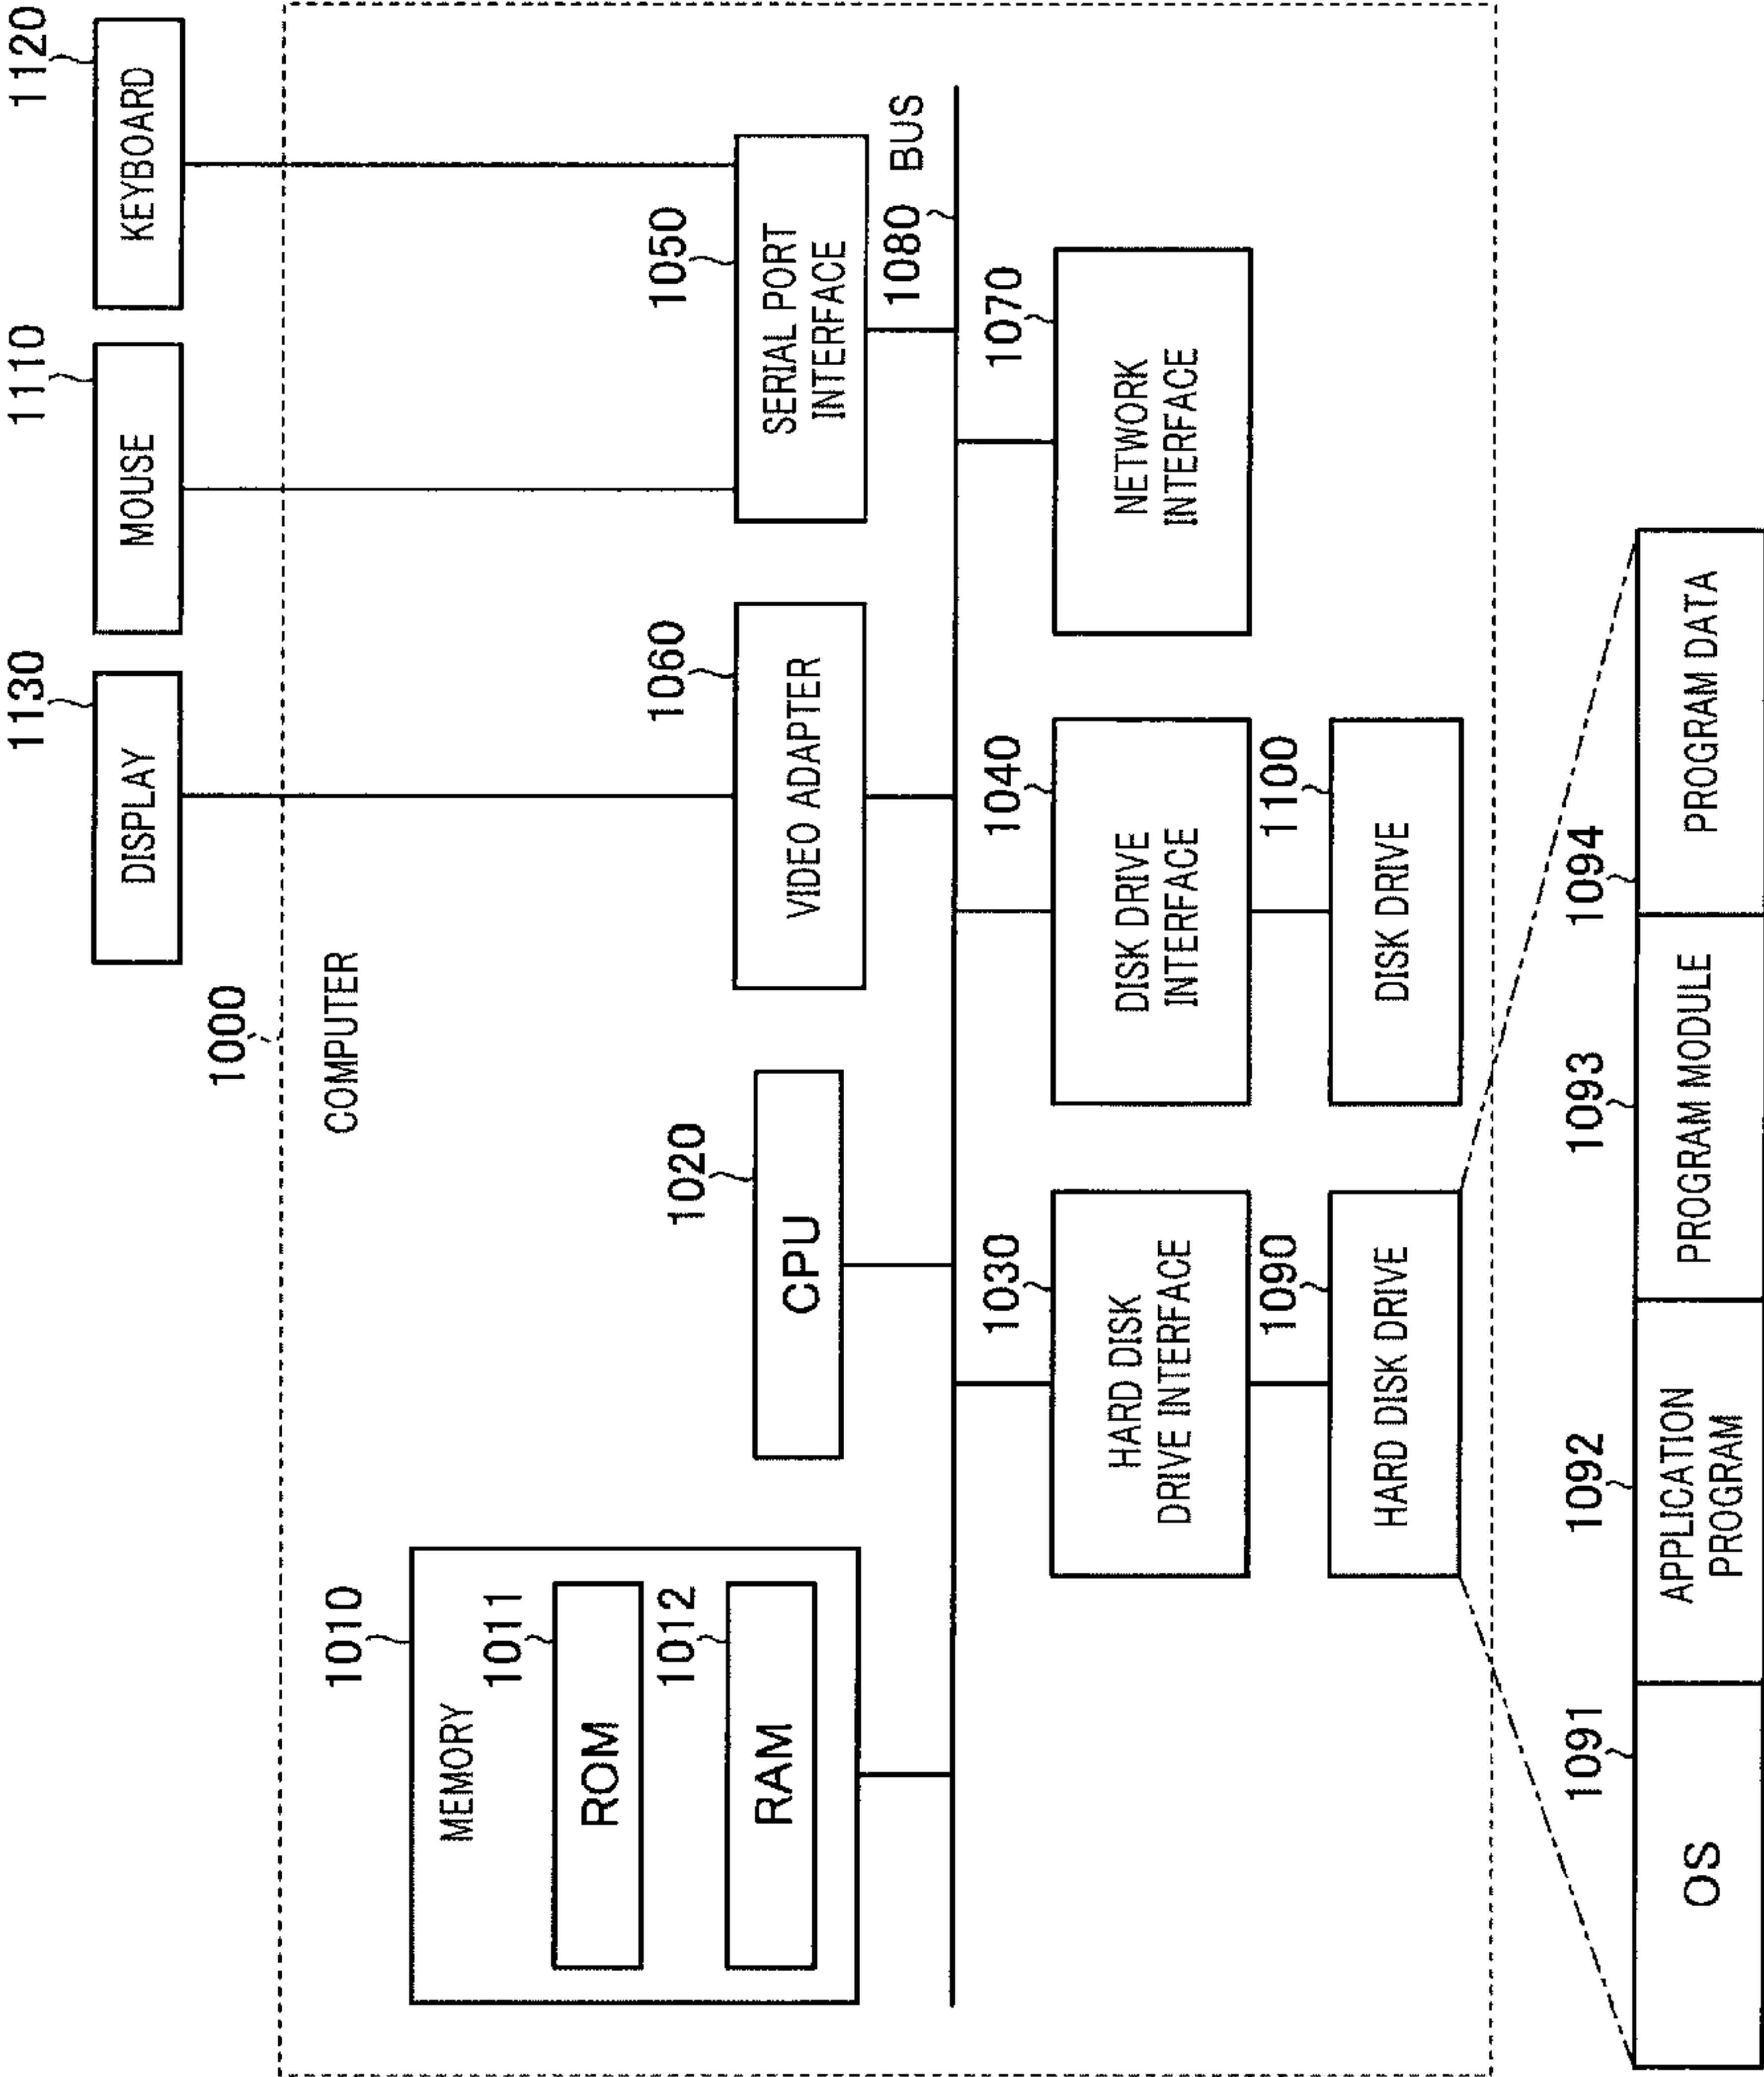 1130
1110
1120
DISPLAY
MOUSE
KEYBOARD
1000
COMPUTER
1010
MEMORY
1011
ROM
1012
RAM
1020
CPU
1060
VIDEO ADAPTER
1050
SERIAL PORT
INTERFACE
1080 BUS
1030
HARD DISK
DRIVE INTERFACE
1040
DISK DRIVE
INTERFACE
1070
NETWORK
INTERFACE
1090
HARD DISK DRIVE
1100
DISK DRIVE
1091
OS
1092
APPLICATION
PROGRAM
1093
PROGRAM MODULE
1094
PROGRAM DATA